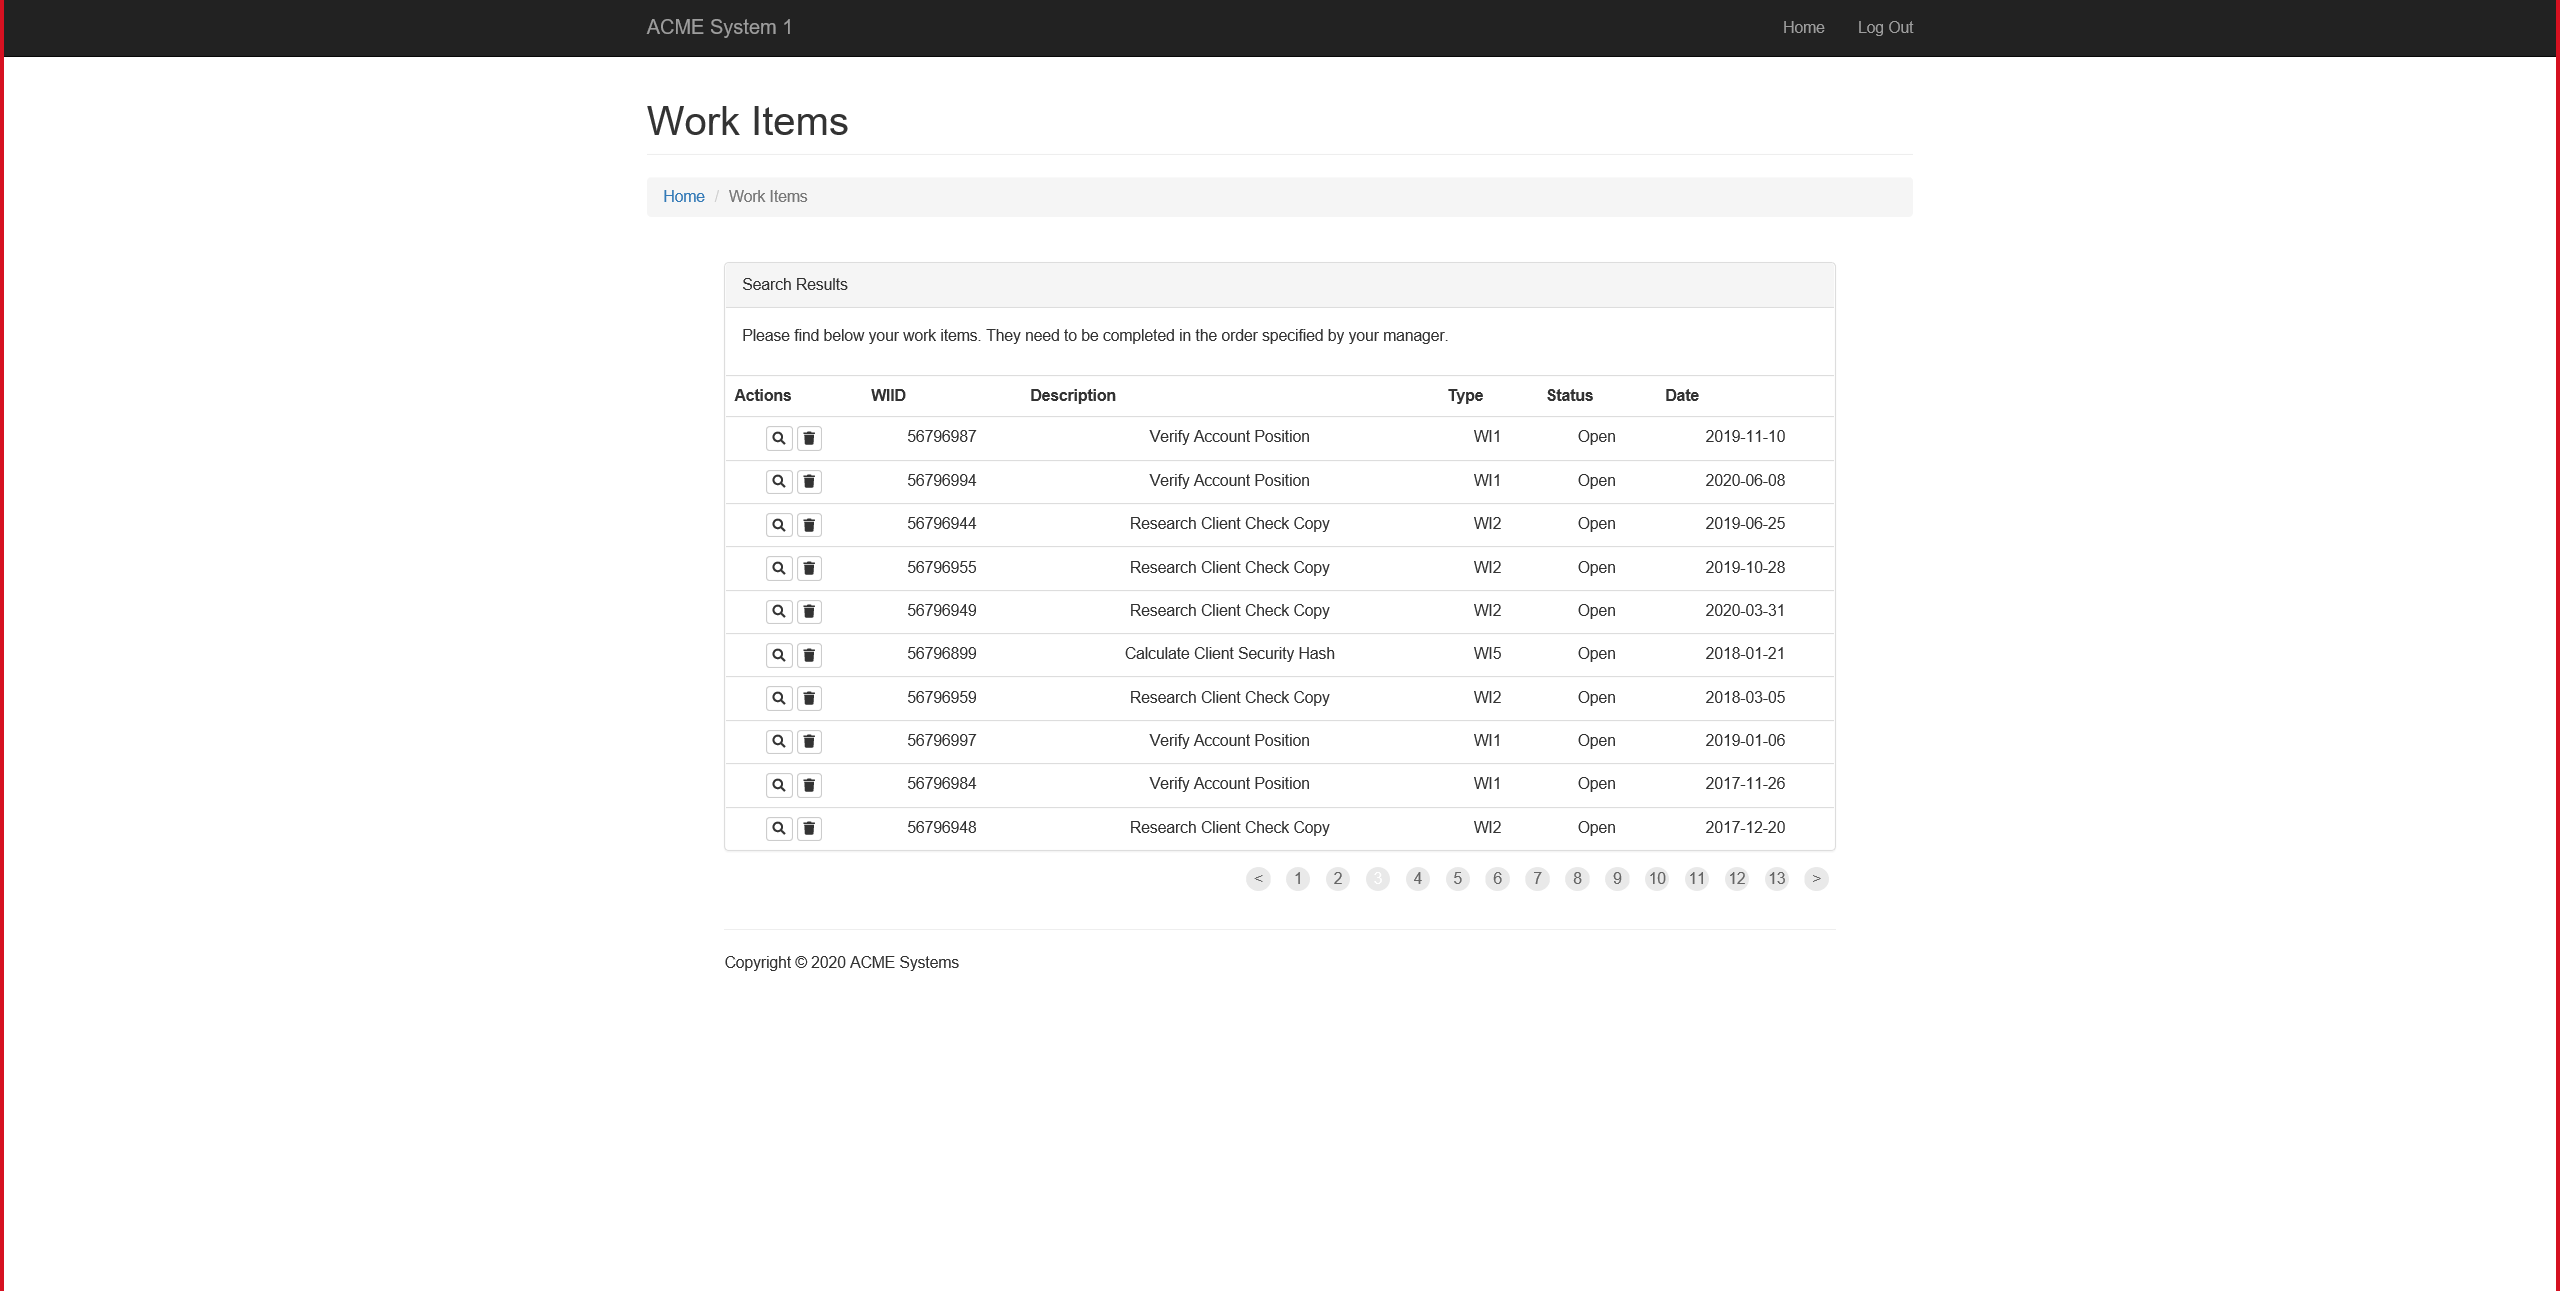 ACME System 1 Home Log Out
Work Items
Home / Work Items
Search Results
Please find below your work items. They need to be completed in the order specified by your manager.
Actions WIID Description Type Status Date
56796987 Verify Account Position WI1 Open 2019-11-10
56796994 Verify Account Position WI1 Open 2020-06-08
56796944 Research Client Check Copy WI2 Open 2019-06-25
56796955 Research Client Check Copy WI2 Open 2019-10-28
56796949 Research Client Check Copy WI2 Open 2020-03-31
56796899 Calculate Client Security Hash WI5 Open 2018-01-21
56796959 Research Client Check Copy WI2 Open 2018-03-05
56796997 Verify Account Position WI1 Open 2019-01-06
56796984 Verify Account Position WI1 Open 2017-11-26
56796948 Research Client Check Copy WI2 Open 2017-12-20
< 1 2 3 4 5 6 7 8 9 10 11 12 13 >
Copyright © 2020 ACME Systems